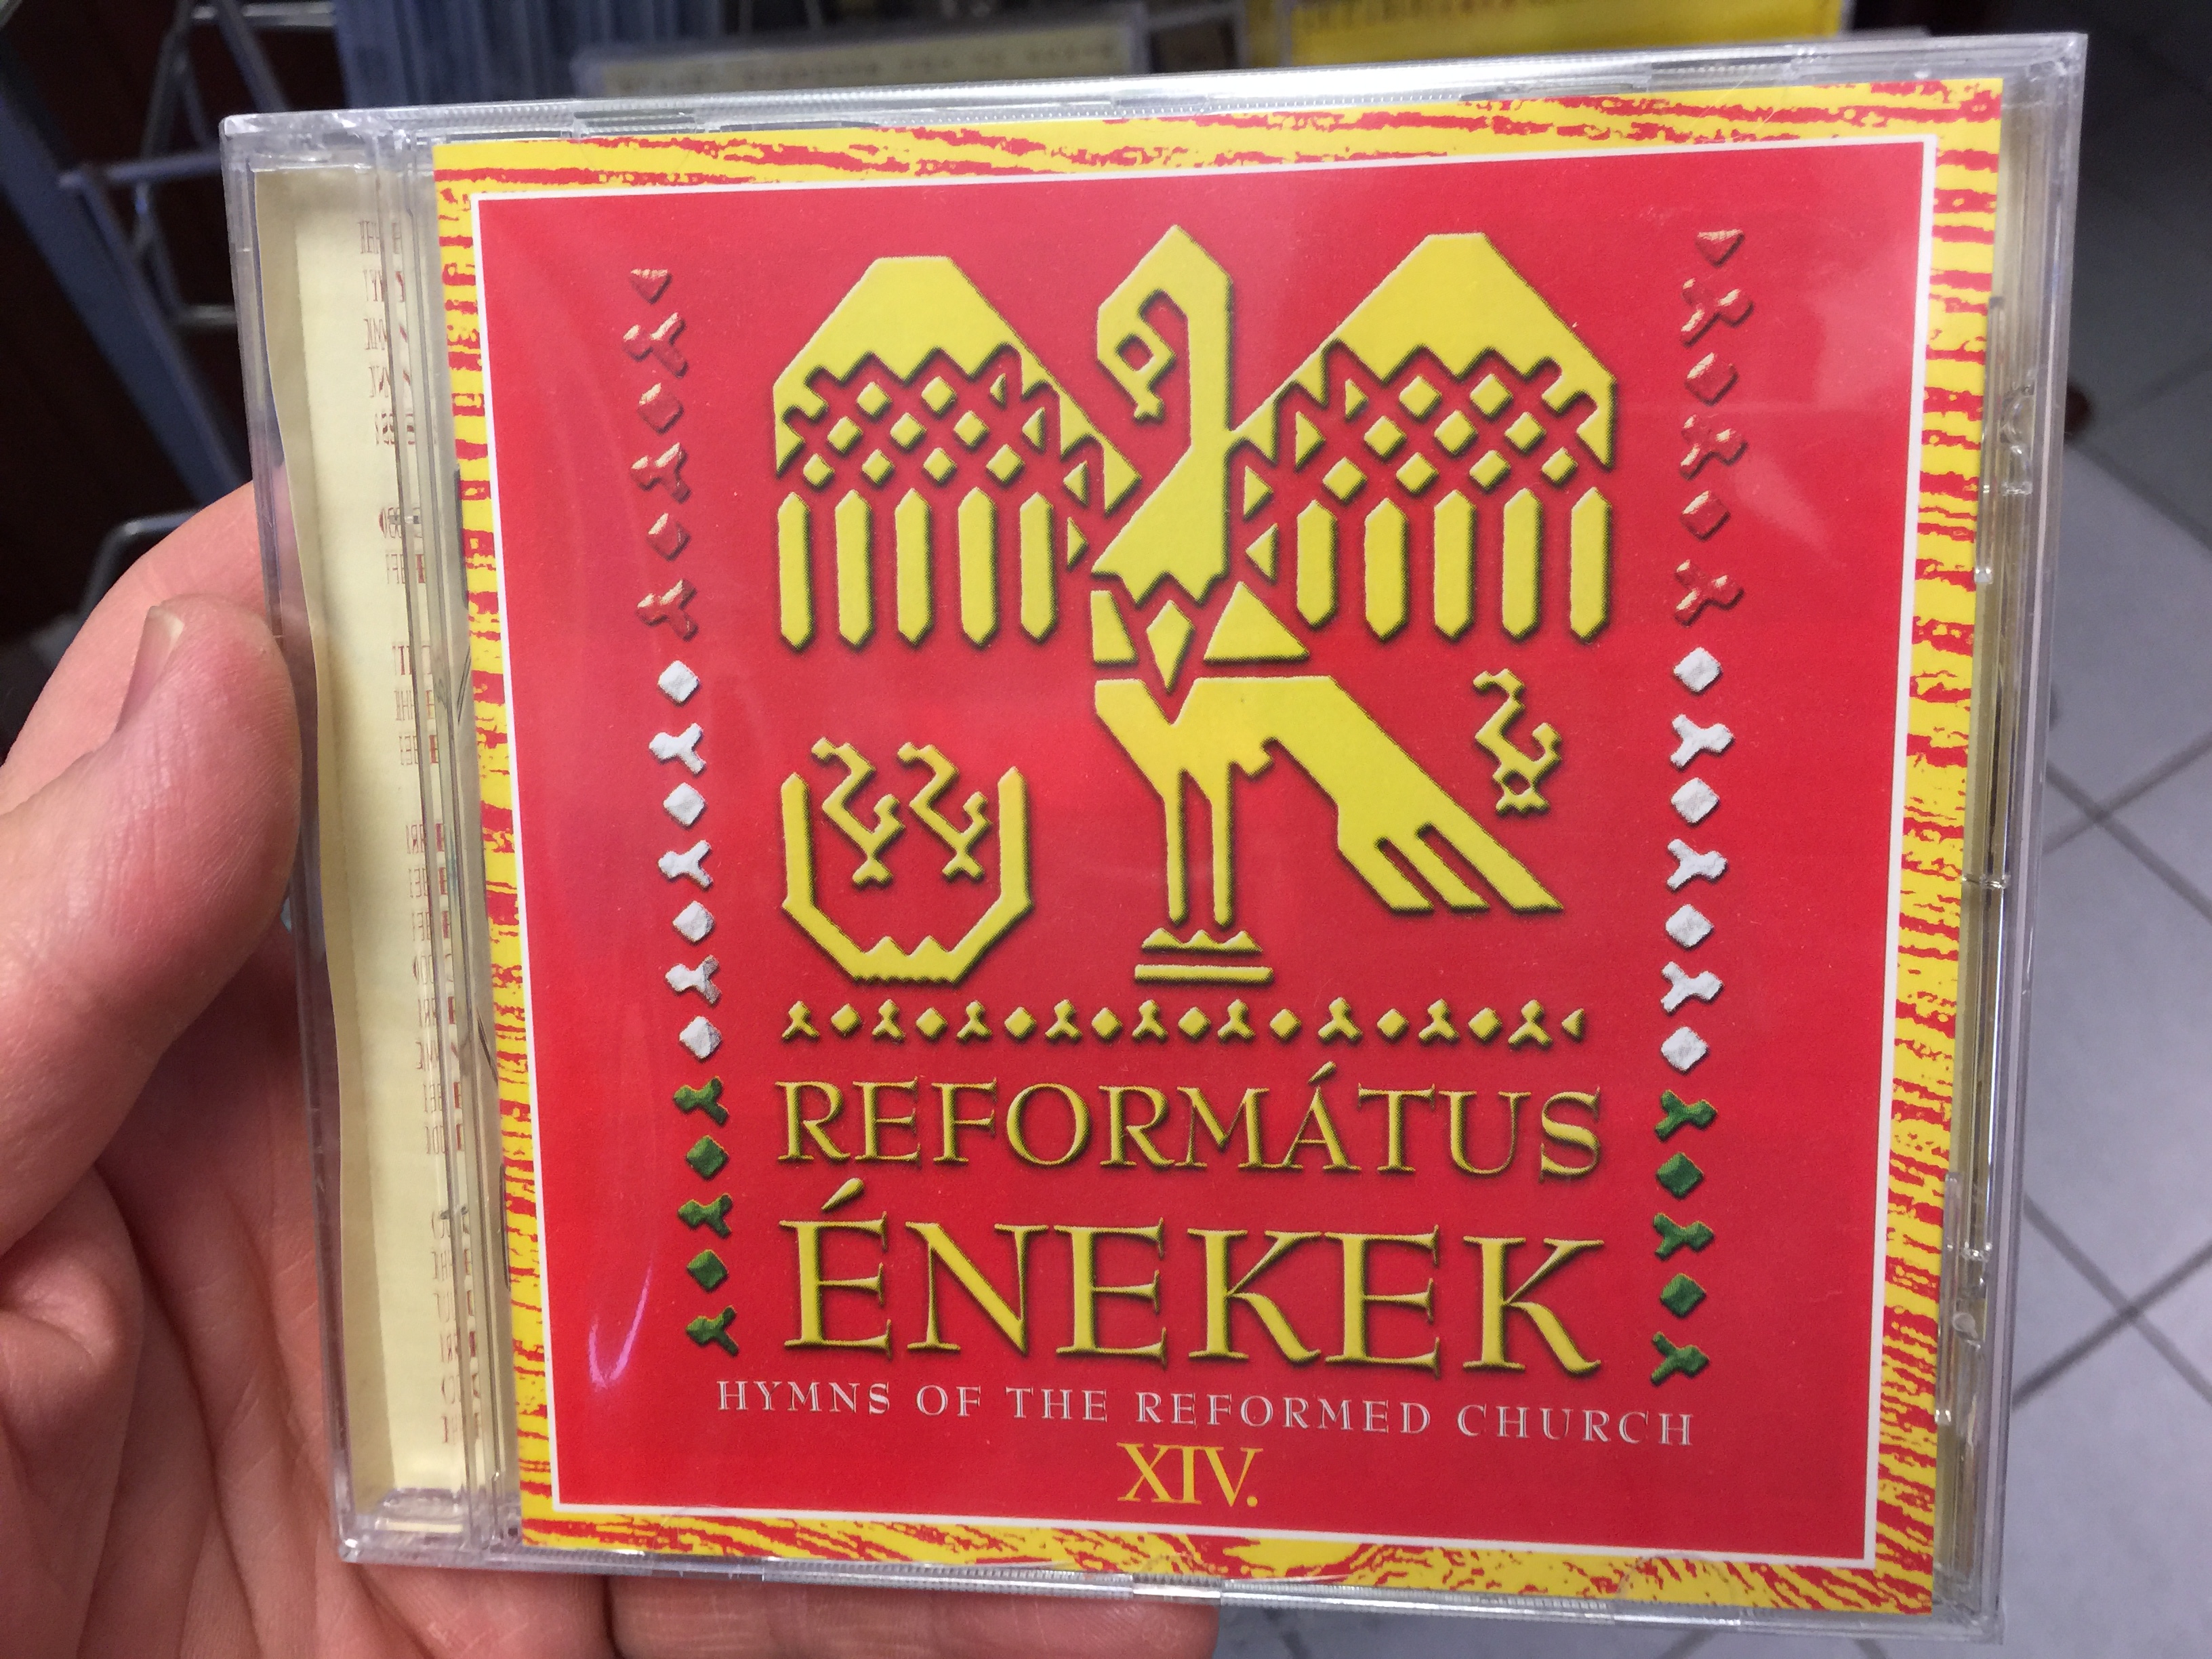 REFORMÁTUS
ÉNEKEK
HYMNS OF THE REFORMED CHURCH
XIV.